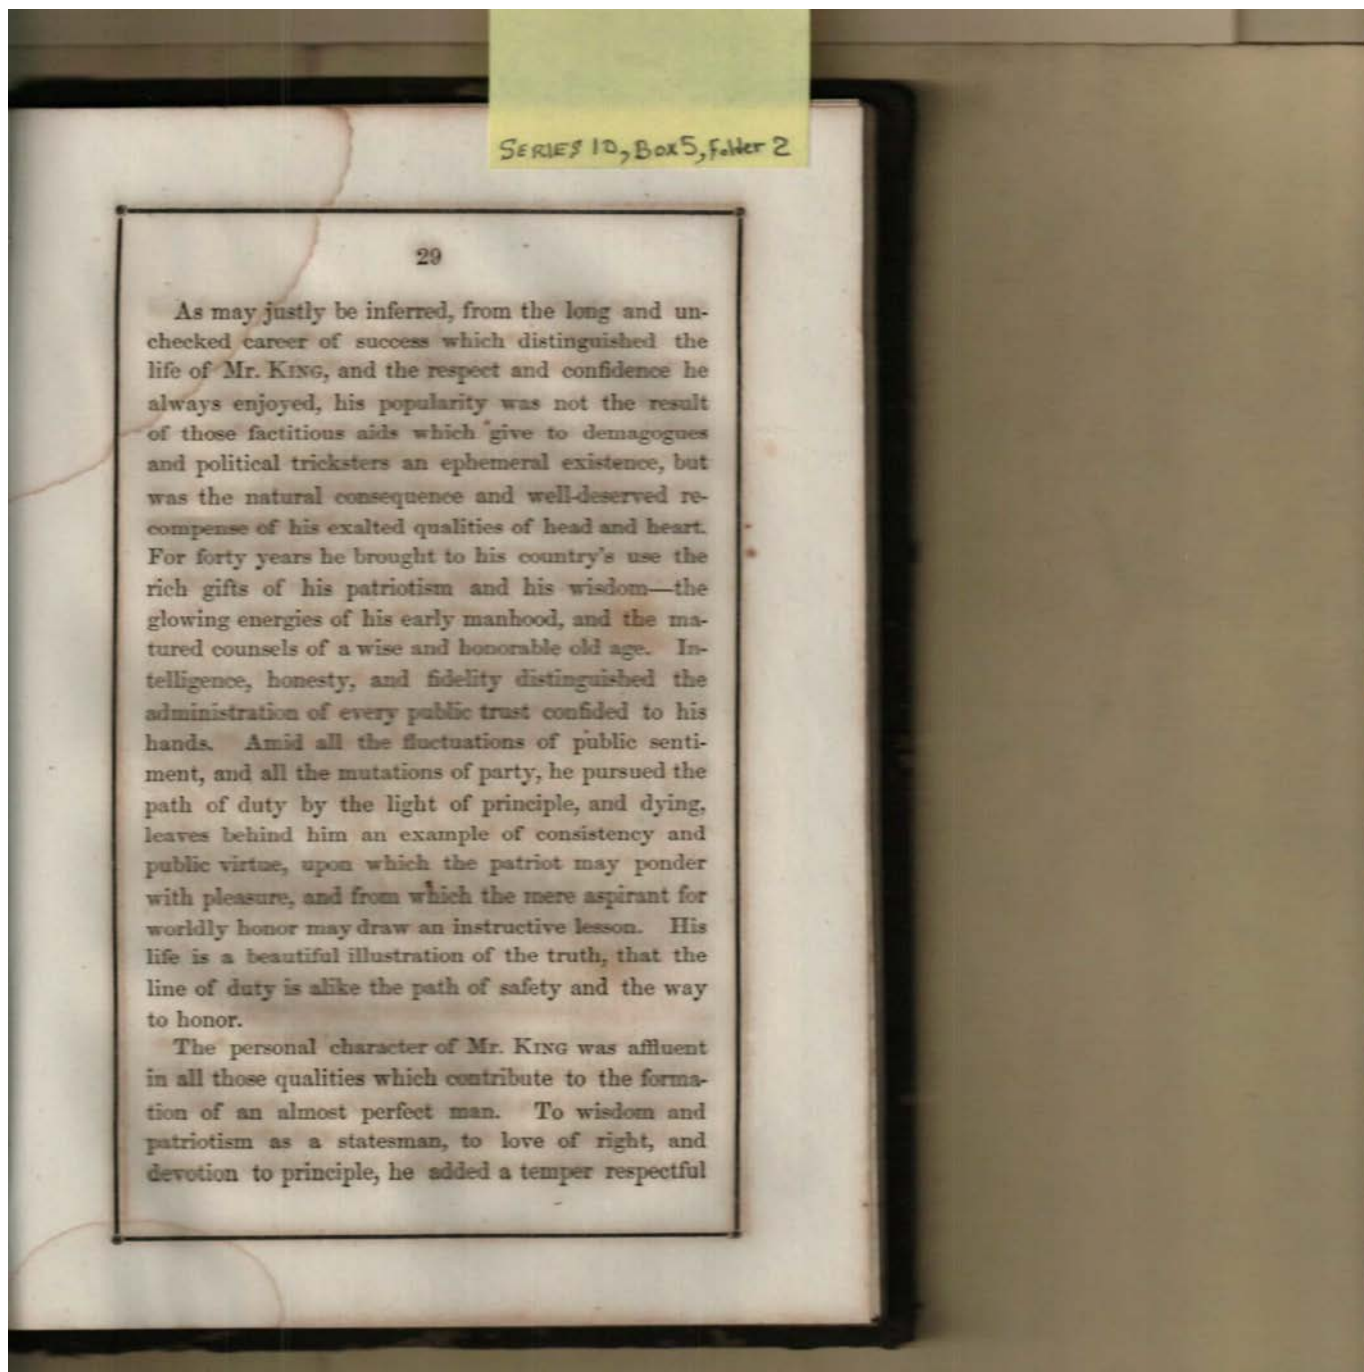 SERIES 1D, Box 5, Folder 2
29
As may justly be inferred, from the long and un-
checked career of success which distinguished the
life of Mr. KING, and the respect and confidence he
always enjoyed, his popularity was not the result
of those factitious aids which give to demagogues
and political tricksters an ephemeral existence, but
was the natural consequence and well-deserved re-
compense of his exalted qualities of head and heart.
For forty years he brought to his country's use the
rich gifts of his patriotism and his wisdom—the
glowing energies of his early manhood, and the ma-
tured counsels of a wise and honorable old age. In-
telligence, honesty, and fidelity distinguished the
administration of every public trust confided to his
hands. Amid all the fluctuations of public senti-
ment, and all the mutations of party, he pursued the
path of duty by the light of principle, and dying,
leaves behind him an example of consistency and
public virtue, upon which the patriot may ponder
with pleasure, and from which the mere aspirant for
worldly honor may draw an instructive lesson. His
life is a beautiful illustration of the truth, that the
line of duty is alike the path of safety and the way
to honor.
The personal character of Mr. KING was affluent
in all those qualities which contribute to the forma-
tion of an almost perfect man. To wisdom and
patriotism as a statesman, to love of right, and
devotion to principle, he added a temper respectful